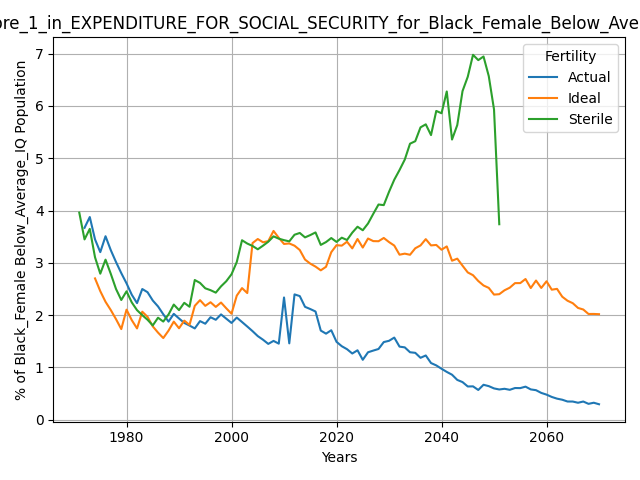 ore_1_in_EXPENDITURE_FOR_SOCIAL_SECURITY_for_Black_Female_Below_Ave
% of Black_Female Below_Average_IQ Population
7
6
5
4
3
2
1
0
Fertility
Actual
Ideal
Sterile
1980
2000
2020
2040
2060
Years